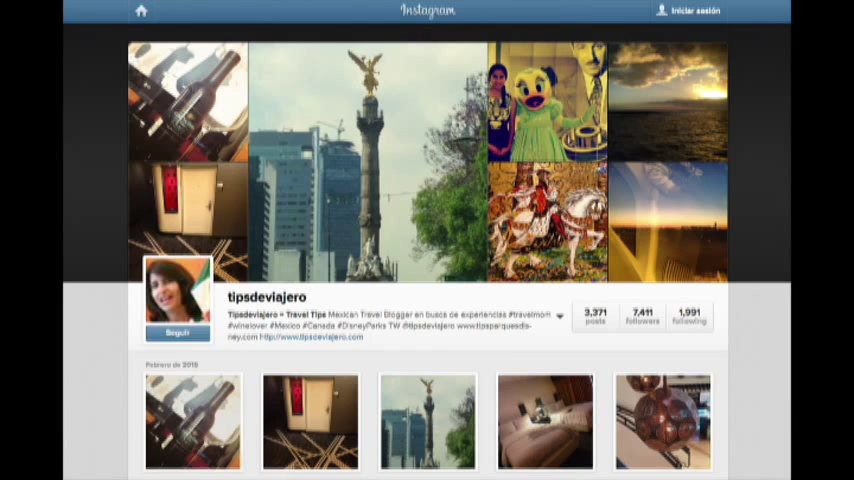 Instagram
Iniciar sesión
tipsdeviajero
Tipsdeviajero = Travel Tips Mexican Travel Blogger en busca de experiencias #travelmom
#winelover #Mexico #Canada #DisneyParks TW @tipsdeviajero www.tipsparquesdis-
ney.com http://www.tipsdeviajero.com
3,371
posts
7,411
followers
1,991
following
Seguir
Febrero de 2015